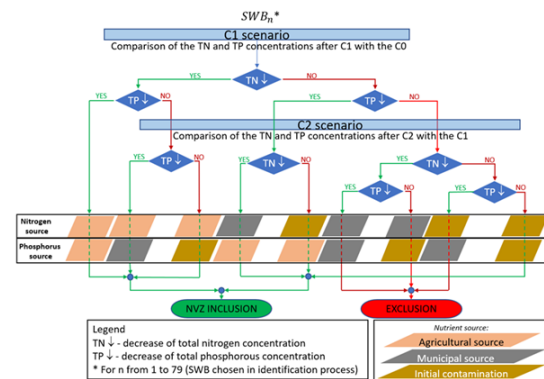 SWBn*
C1 scenario
Comparison of the TN and TP concentrations after C1 with the C0
TN ↓
YES
NO
TP ↓
TP ↓
YES
NO
YES
NO
C2 scenario
Comparison of the TN and TP concentrations after C2 with the C1
TP ↓
TN ↓
TN ↓
YES
NO
YES
NO
YES
NO
TP ↓
TP ↓
YES
NO
YES
NO
Nitrogen source
Phosphorus source
NVZ INCLUSION
EXCLUSION
Legend
TN ↓ - decrease of total nitrogen concentration
TP ↓ - decrease of total phosphorous concentration
* For n from 1 to 79 (SWB chosen in identification process)
Nutrient source:
Agricultural source
Municipal source
Initial contamination